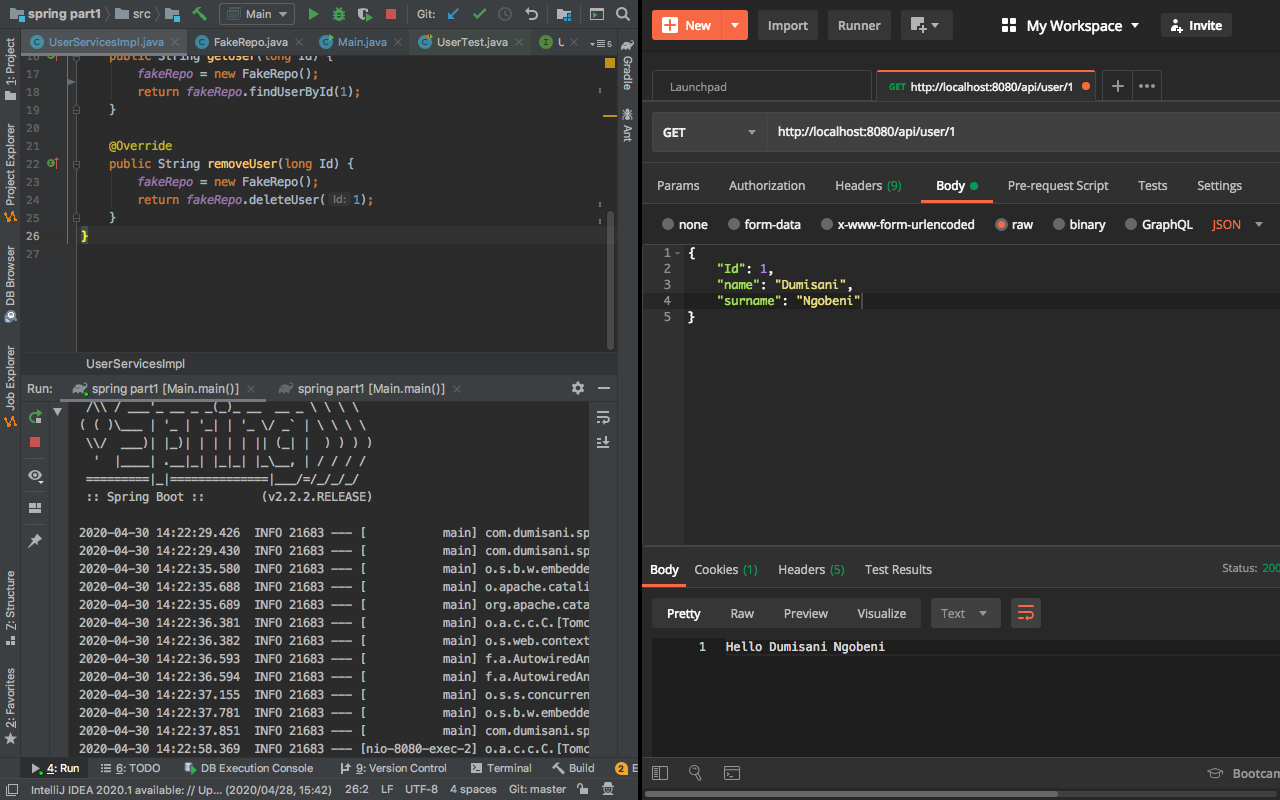 spring part1 src Main Git:
UserServicesImpl.java FakeRepo.java Main.java UserTest.java 5
16 public String getUser(long Id) {
17 fakeRepo = new FakeRepo();
18 return fakeRepo.findUserById(1);
19 }
20
21 @Override
22 public String removeUser(long Id) {
23 fakeRepo = new FakeRepo();
24 return fakeRepo.deleteUser( Id: 1);
25 }
26 }
27
UserServicesImpl
1: Project
Project Explorer
DB Browser
Job Explorer
Z: Structure
2: Favorites
Gradle
Ant
Run: spring part1 [Main.main()] spring part1 [Main.main()]
/\\ / ___'_ __ _ _(_)_ __  __ _ \ \ \ \
( ( )\___ | '_ | '_| | '_ \/ _` | \ \ \ \
\\/  ___)| |_)| | | | | || (_| |  ) ) ) )
'  |____| .__|_| |_|_| |_\__, | / / / /
=========|_|==============|___/=/_/_/_/
:: Spring Boot :: (v2.2.2.RELEASE)
2020-04-30 14:22:29.426 INFO 21683 --- [ main] com.dumisani.sp
2020-04-30 14:22:29.430 INFO 21683 --- [ main] com.dumisani.sp
2020-04-30 14:22:35.580 INFO 21683 --- [ main] o.s.b.w.embedde
2020-04-30 14:22:35.688 INFO 21683 --- [ main] o.apache.catali
2020-04-30 14:22:35.689 INFO 21683 --- [ main] org.apache.cata
2020-04-30 14:22:36.381 INFO 21683 --- [ main] o.a.c.c.C.[Tomc
2020-04-30 14:22:36.382 INFO 21683 --- [ main] o.s.web.context
2020-04-30 14:22:36.593 INFO 21683 --- [ main] f.a.AutowiredAn
2020-04-30 14:22:36.594 INFO 21683 --- [ main] f.a.AutowiredAn
2020-04-30 14:22:37.155 INFO 21683 --- [ main] o.s.s.concurren
2020-04-30 14:22:37.781 INFO 21683 --- [ main] o.s.b.w.embedde
2020-04-30 14:22:37.851 INFO 21683 --- [ main] com.dumisani.sp
2020-04-30 14:22:58.369 INFO 21683 --- [nio-8080-exec-2] o.a.c.c.C.[Tomc
4: Run 6: TODO DB Execution Console 9: Version Control Terminal Build 2 E
IntelliJ IDEA 2020.1 available: // Up... (2020/04/28, 15:42) 26:2 LF UTF-8 4 spaces Git: master
New Import Runner My Workspace Invite
Launchpad GET http://localhost:8080/api/user/1
GET http://localhost:8080/api/user/1
Params Authorization Headers (9) Body Pre-request Script Tests Settings
none form-data x-www-form-urlencoded raw binary GraphQL JSON
1 {
2 "Id": 1,
3 "name": "Dumisani",
4 "surname": "Ngobeni"
5 }
Body Cookies (1) Headers (5) Test Results Status: 200
Pretty Raw Preview Visualize Text
1 Hello Dumisani Ngobeni
Bootcam